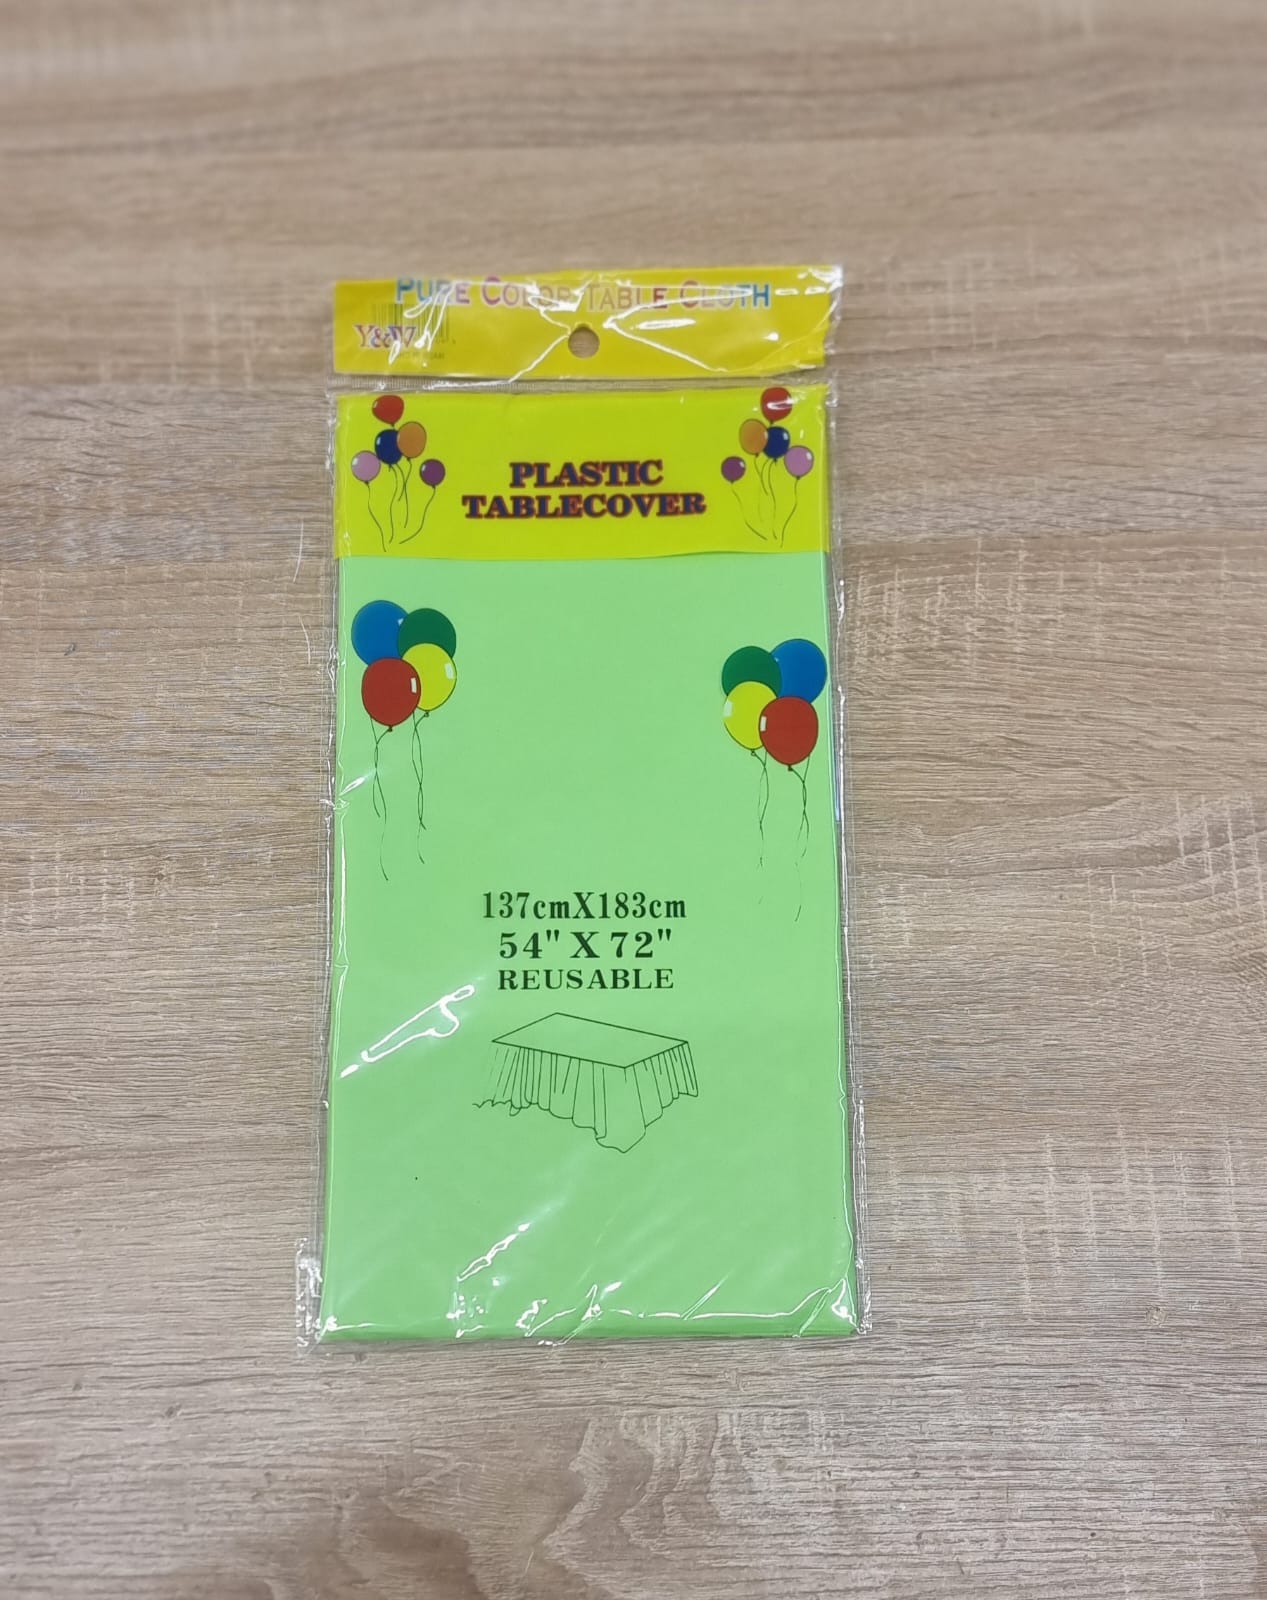 PURE COLOR TABLE CLOTH
Y&W
PLASTIC
TABLECOVER
137cmX183cm
54" X 72"
REUSABLE